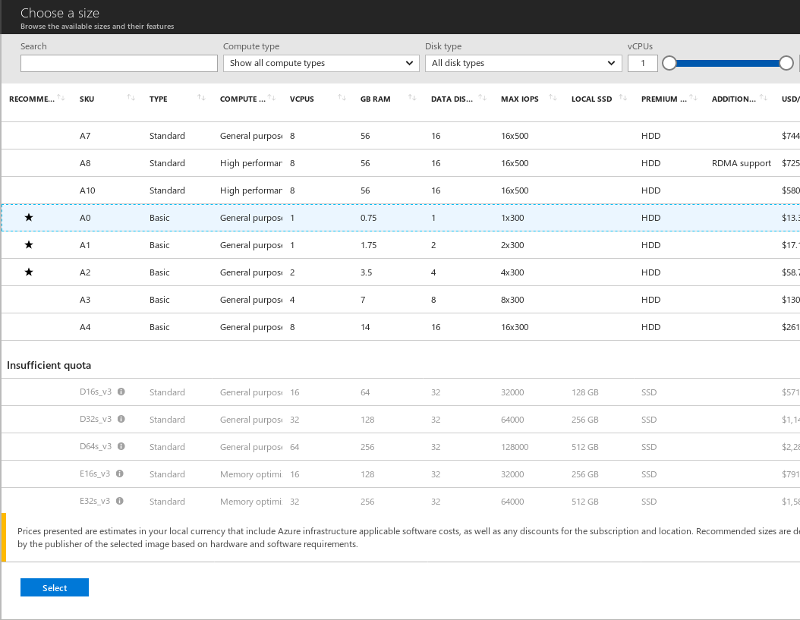 Choose a size
Browse the available sizes and their features
Search Compute type Disk type vCPUs
Show all compute types All disk types 1
RECOMME... SKU TYPE COMPUTE ... VCPUS GB RAM DATA DIS... MAX IOPS LOCAL SSD PREMIUM ... ADDITION... USD/
A7 Standard General purpos 8 56 16 16x500 HDD $744
A8 Standard High performar 8 56 16 16x500 HDD RDMA support $725
A10 Standard High performar 8 56 16 16x500 HDD $580
★ A0 Basic General purpos 1 0.75 1 1x300 HDD $13.3
★ A1 Basic General purpos 1 1.75 2 2x300 HDD $17.1
★ A2 Basic General purpos 2 3.5 4 4x300 HDD $58.7
A3 Basic General purpos 4 7 8 8x300 HDD $130
A4 Basic General purpos 8 14 16 16x300 HDD $261
Insufficient quota
D16s_v3 Standard General purpos 16 64 32 32000 128 GB SSD $571
D32s_v3 Standard General purpos 32 128 32 64000 256 GB SSD $1,14
D64s_v3 Standard General purpos 64 256 32 128000 512 GB SSD $2,28
E16s_v3 Standard Memory optimi 16 128 32 32000 256 GB SSD $791
E32s_v3 Standard Memory optimi 32 256 32 64000 512 GB SSD $1,58
Prices presented are estimates in your local currency that include Azure infrastructure applicable software costs, as well as any discounts for the subscription and location. Recommended sizes are de
by the publisher of the selected image based on hardware and software requirements.
Select